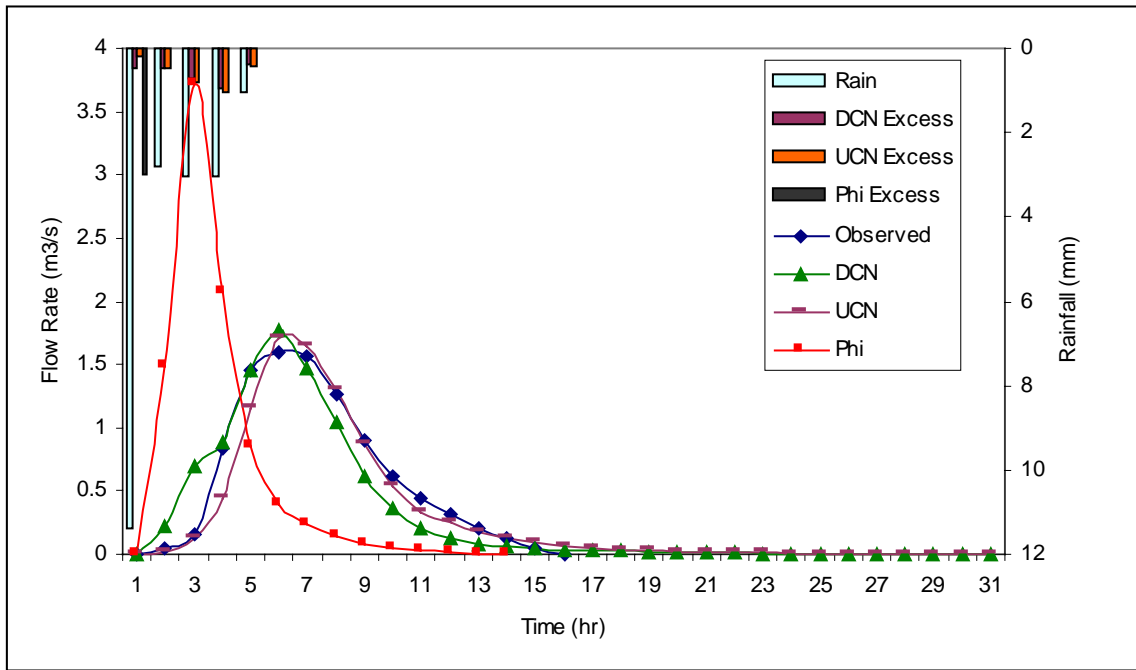 4
3.5
3
2.5
2
1.5
1
0.5
0
Flow Rate (m3/s)
0
2
4
6
8
10
12
Rainfall (mm)
Rain
DCN Excess
UCN Excess
Phi Excess
Observed
DCN
UCN
Phi
1 3 5 7 9 11 13 15 17 19 21 23 25 27 29 31
Time (hr)